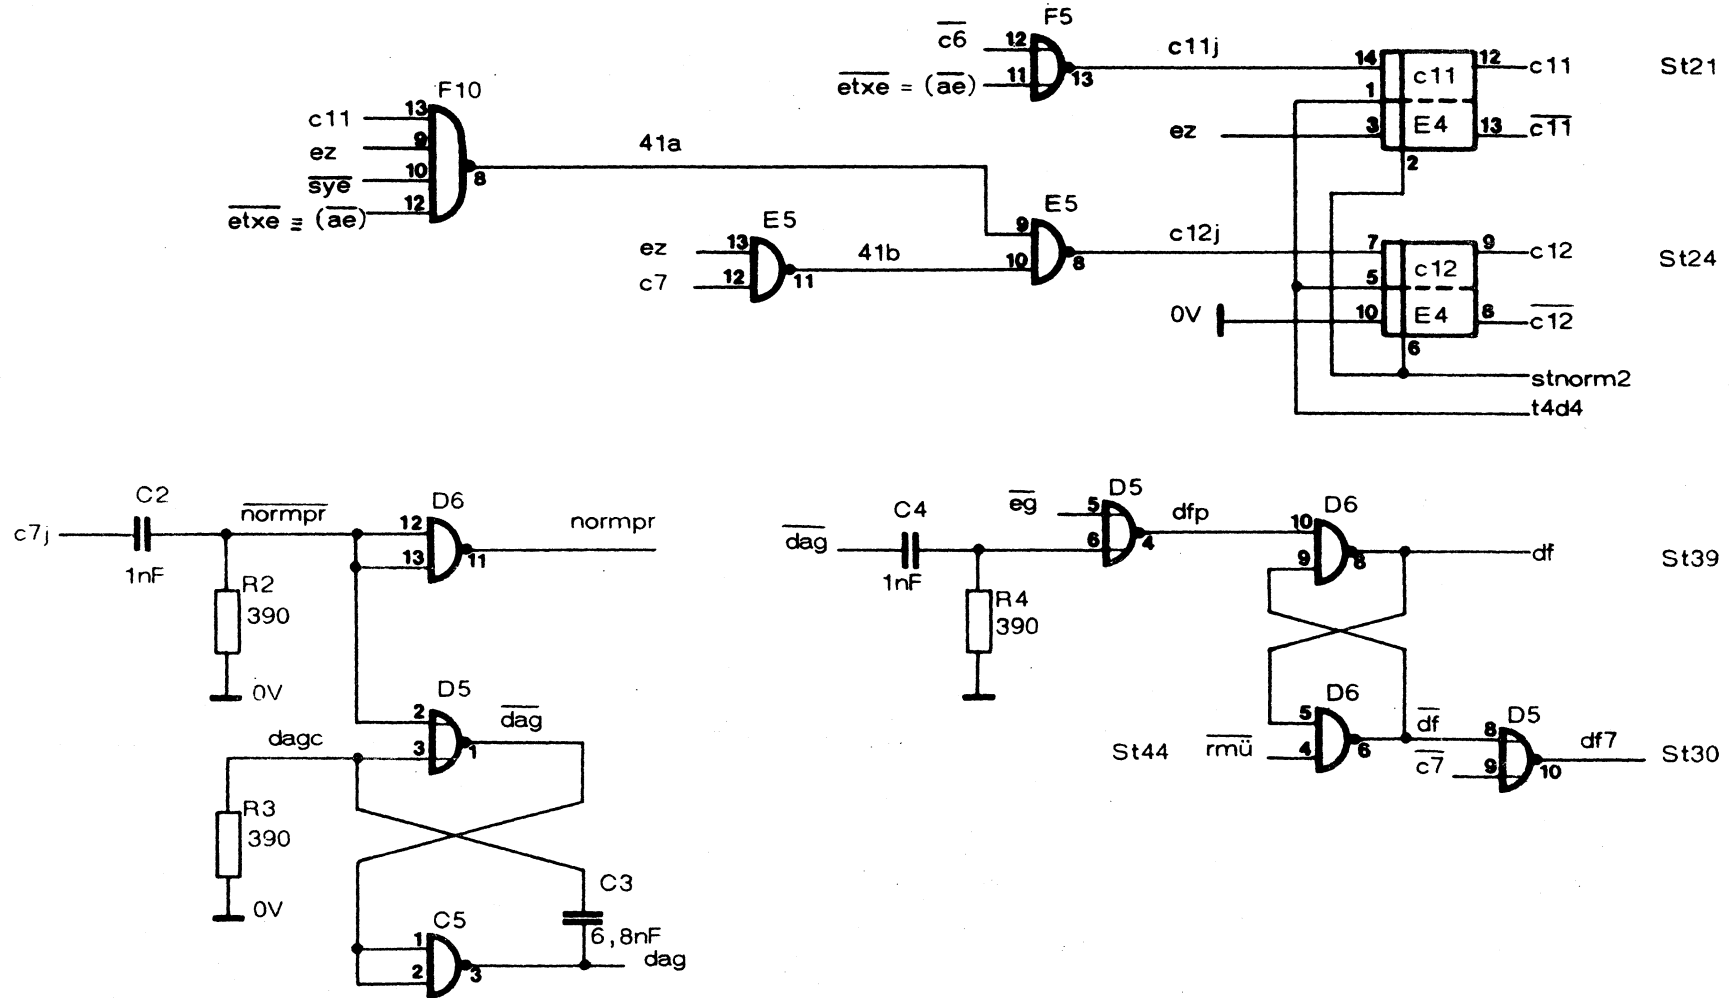 F5
c6
12
11
13
etxe = (ae)
c11j
14
1
3
c11
E4
12
13
2
c11
c11
St21
ez
F10
c11
13
ez
9
sye
10
etxe ≡ (ae)
12
8
41a
E5
ez
13
c7
12
11
41b
E5
9
10
8
c12j
7
5
10
c12
E4
9
8
6
c12
c12
St24
0V
stnorm2
t4d4
c7j
C2
1nF
normpr
R2
390
0V
D6
12
13
11
normpr
D5
2
3
1
dag
dagc
R3
390
0V
C5
1
2
3
C3
6,8nF
dag
dag
C4
1nF
R4
390
eg
D5
5
6
4
dfp
D6
10
9
8
df
St39
D6
5
4
6
St44
rmü
df
c7
D5
8
9
10
df7
St30